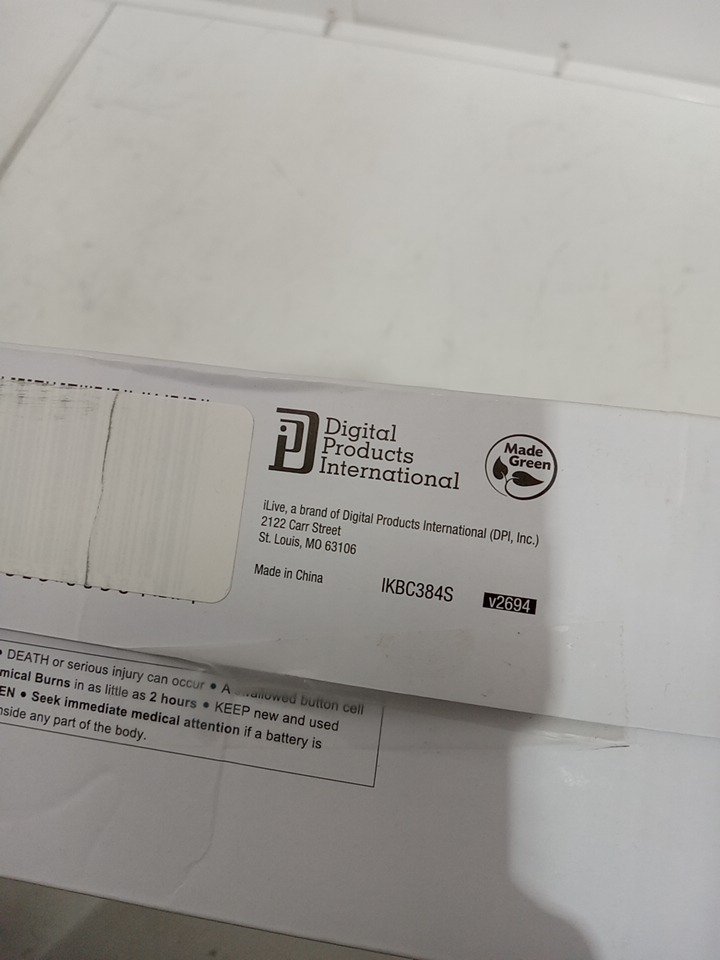 Digital
Products
International
Made
Green
iLive, a brand of Digital Products International (DPI, Inc.)
2122 Carr Street
St. Louis, MO 63106
Made in China
IKBC384S
v2694
• DEATH or serious injury can occur • A swallowed button cell
mical Burns in as little as 2 hours • KEEP new and used
EN • Seek immediate medical attention if a battery is
nside any part of the body.